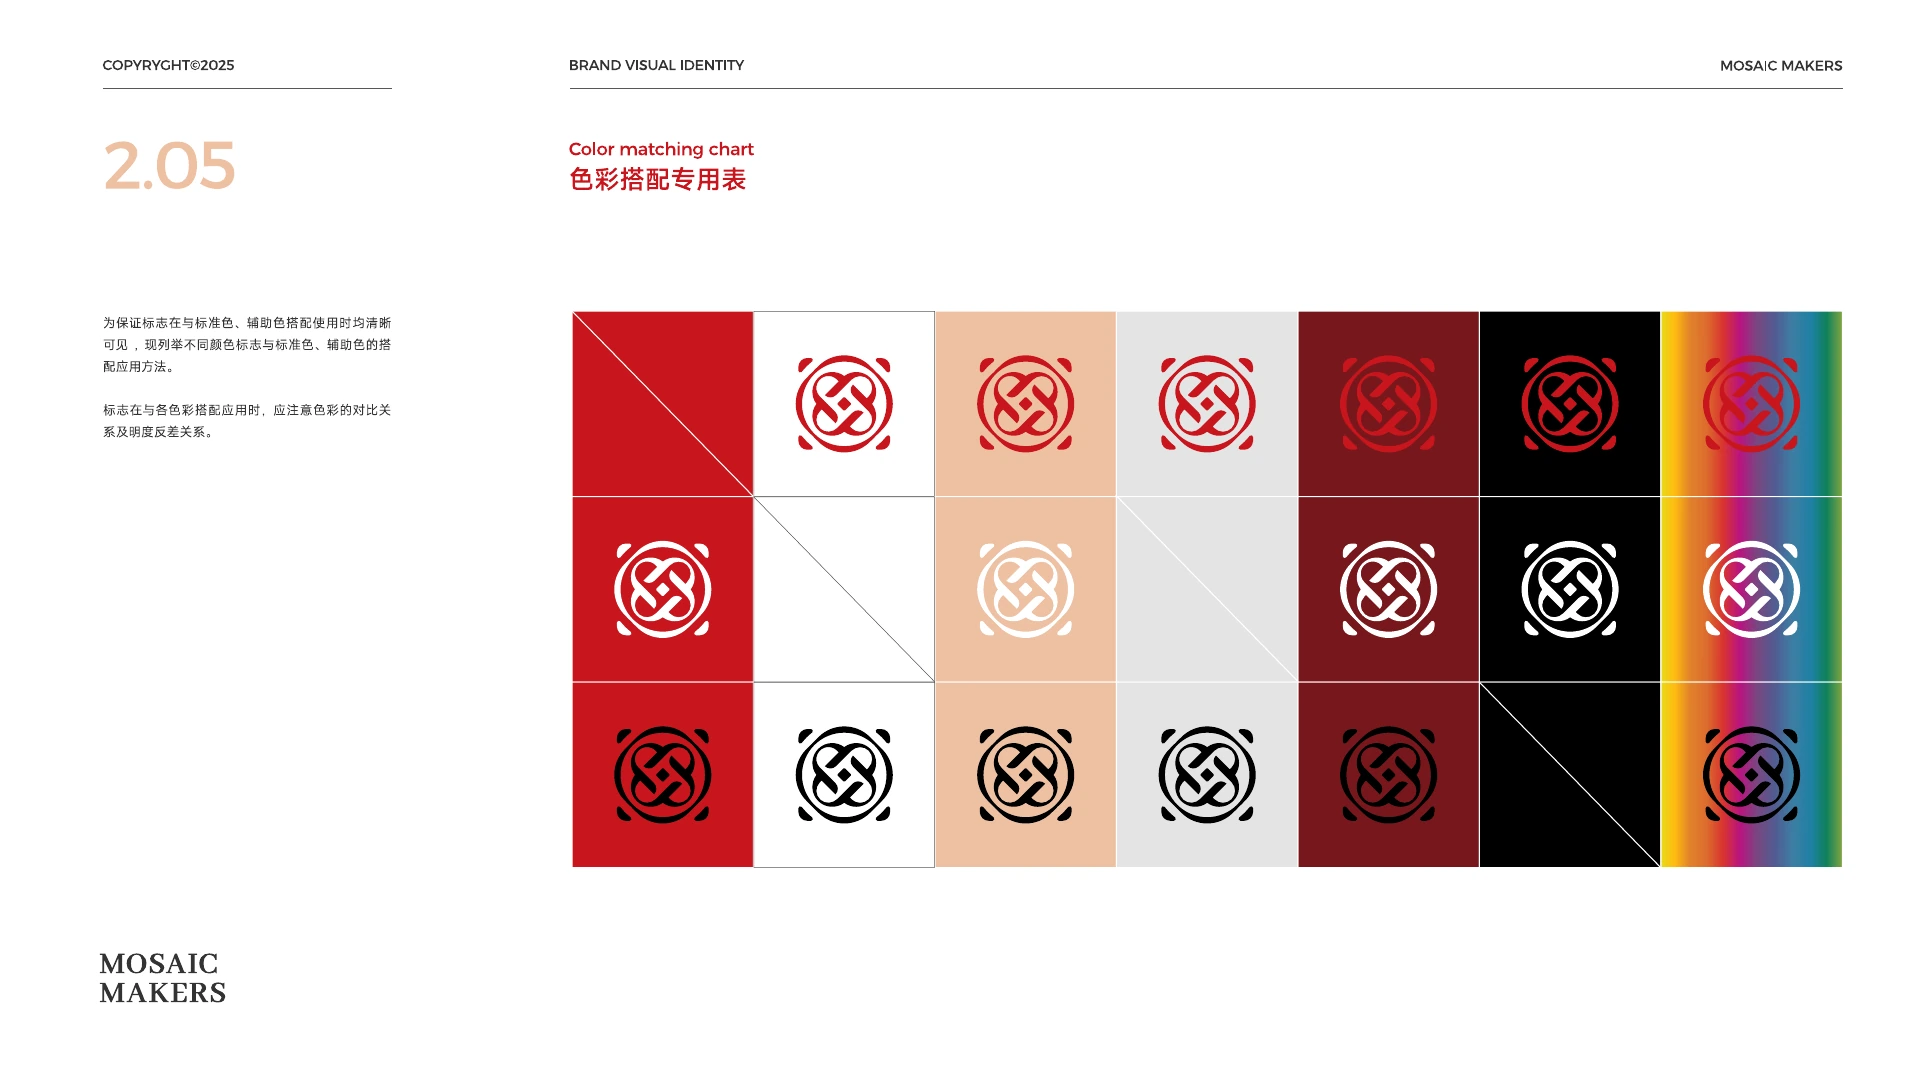 COPYRYGHT©2025
BRAND VISUAL IDENTITY
MOSAIC MAKERS
2.05
Color matching chart
色彩搭配专用表
为保证标志在与标准色、辅助色搭配使用时均清晰
可见，现列举不同颜色标志与标准色、辅助色的搭
配应用方法。
标志在与各色彩搭配应用时，应注意色彩的对比关
系及明度反差关系。
MOSAIC
MAKERS